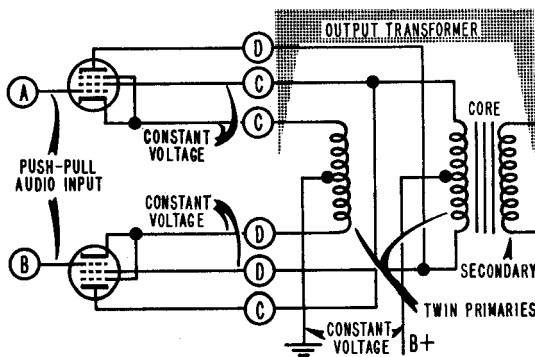 OUTPUT TRANSFORMER
D
C
A
C
CORE
CONSTANT
VOLTAGE
PUSH-PULL
AUDIO INPUT
CONSTANT
VOLTAGE
D
B
D
SECONDARY
C
TWIN PRIMARIES
CONSTANT
VOLTAGE
B+